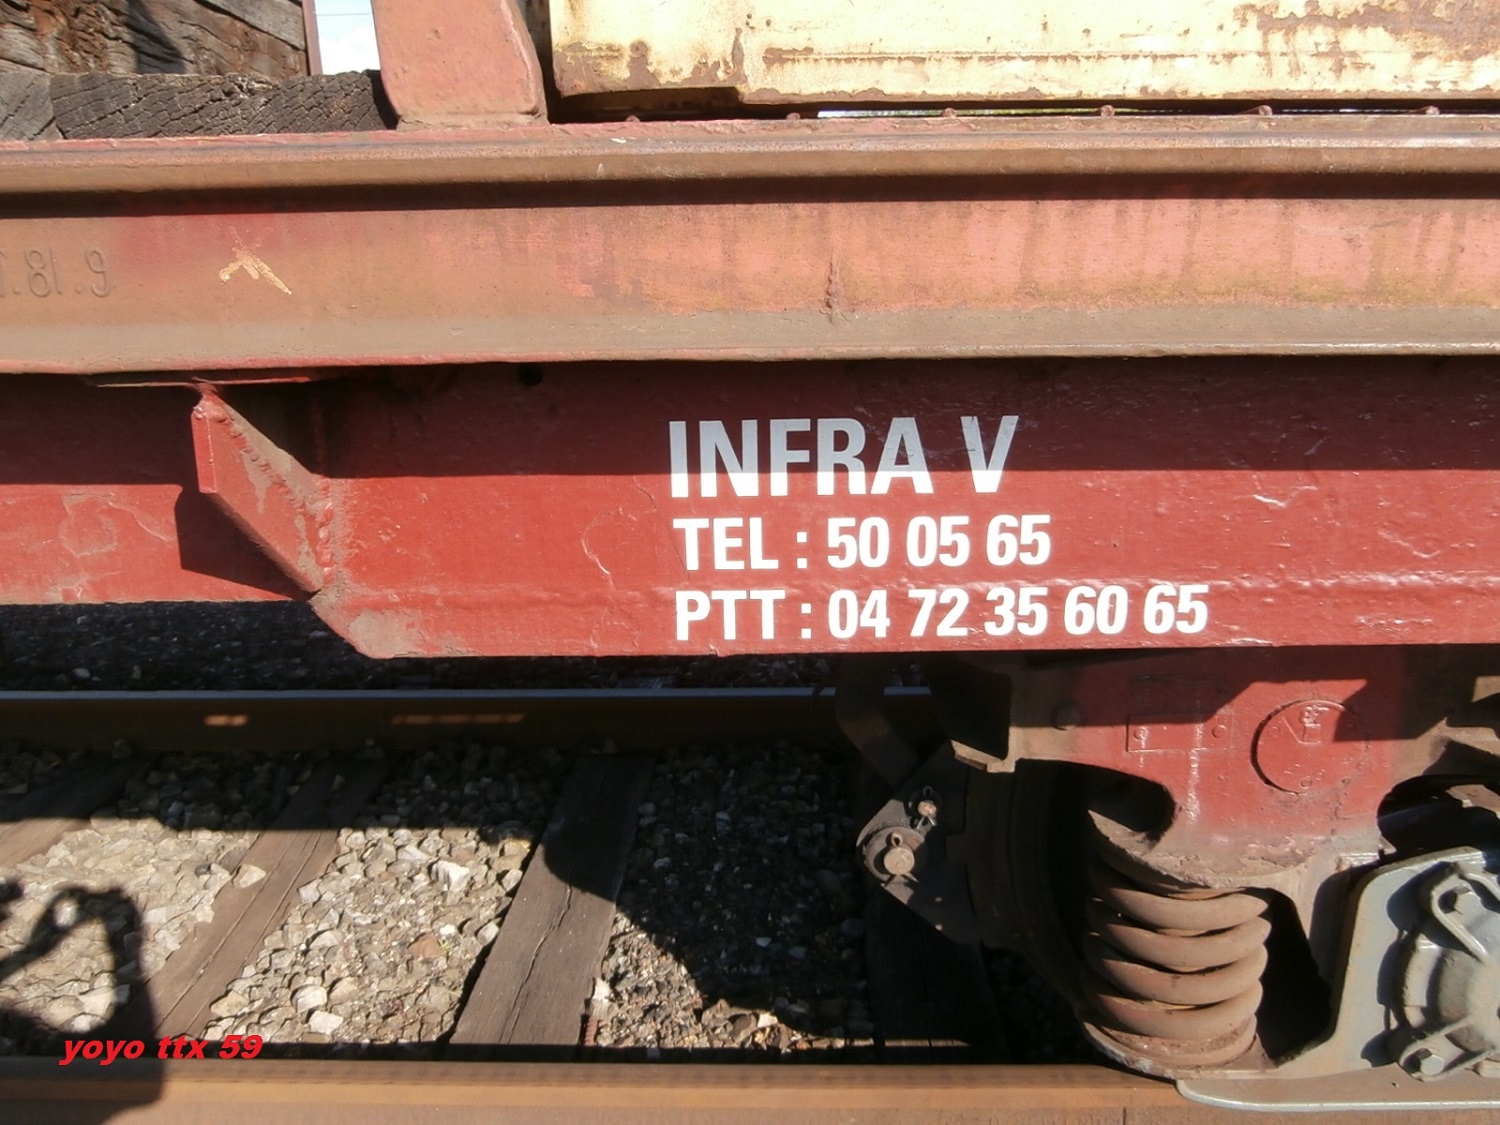 INFRA V
TEL : 50 05 65
PTT : 04 72 35 60 65
yoyo ttx 59